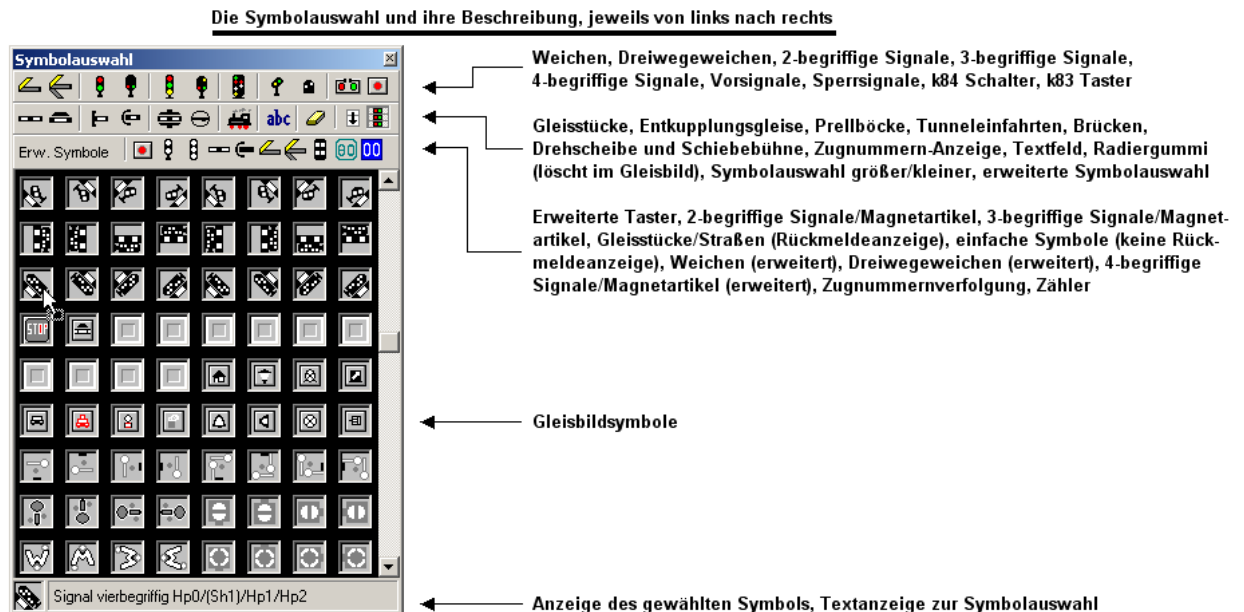 Die Symbolauswahl und ihre Beschreibung, jeweils von links nach rechts
Symbolauswahl
Weichen, Dreiwegeweichen, 2-begriffige Signale, 3-begriffige Signale,
4-begriffige Signale, Vorsignale, Sperrsignale, k84 Schalter, k83 Taster
abc
Gleisstücke, Entkupplungsgleise, Prellböcke, Tunneleinfahrten, Brücken,
Drehscheibe und Schiebebühne, Zugnummern-Anzeige, Textfeld, Radiergummi
(löscht im Gleisbild), Symbolauswahl größer/kleiner, erweiterte Symbolauswahl
Erw. Symbole
80 00
Erweiterte Taster, 2-begriffige Signale/Magnetartikel, 3-begriffige Signale/Magnet-
artikel, Gleisstücke/Straßen (Rückmeldeanzeige), einfache Symbole (keine Rück-
meldeanzeige), Weichen (erweitert), Dreiwegeweichen (erweitert), 4-begriffige
Signale/Magnetartikel (erweitert), Zugnummernverfolgung, Zähler
STOP
Gleisbildsymbole
Signal vierbegriffig Hp0/(Sh1)/Hp1/Hp2
Anzeige des gewählten Symbols, Textanzeige zur Symbolauswahl